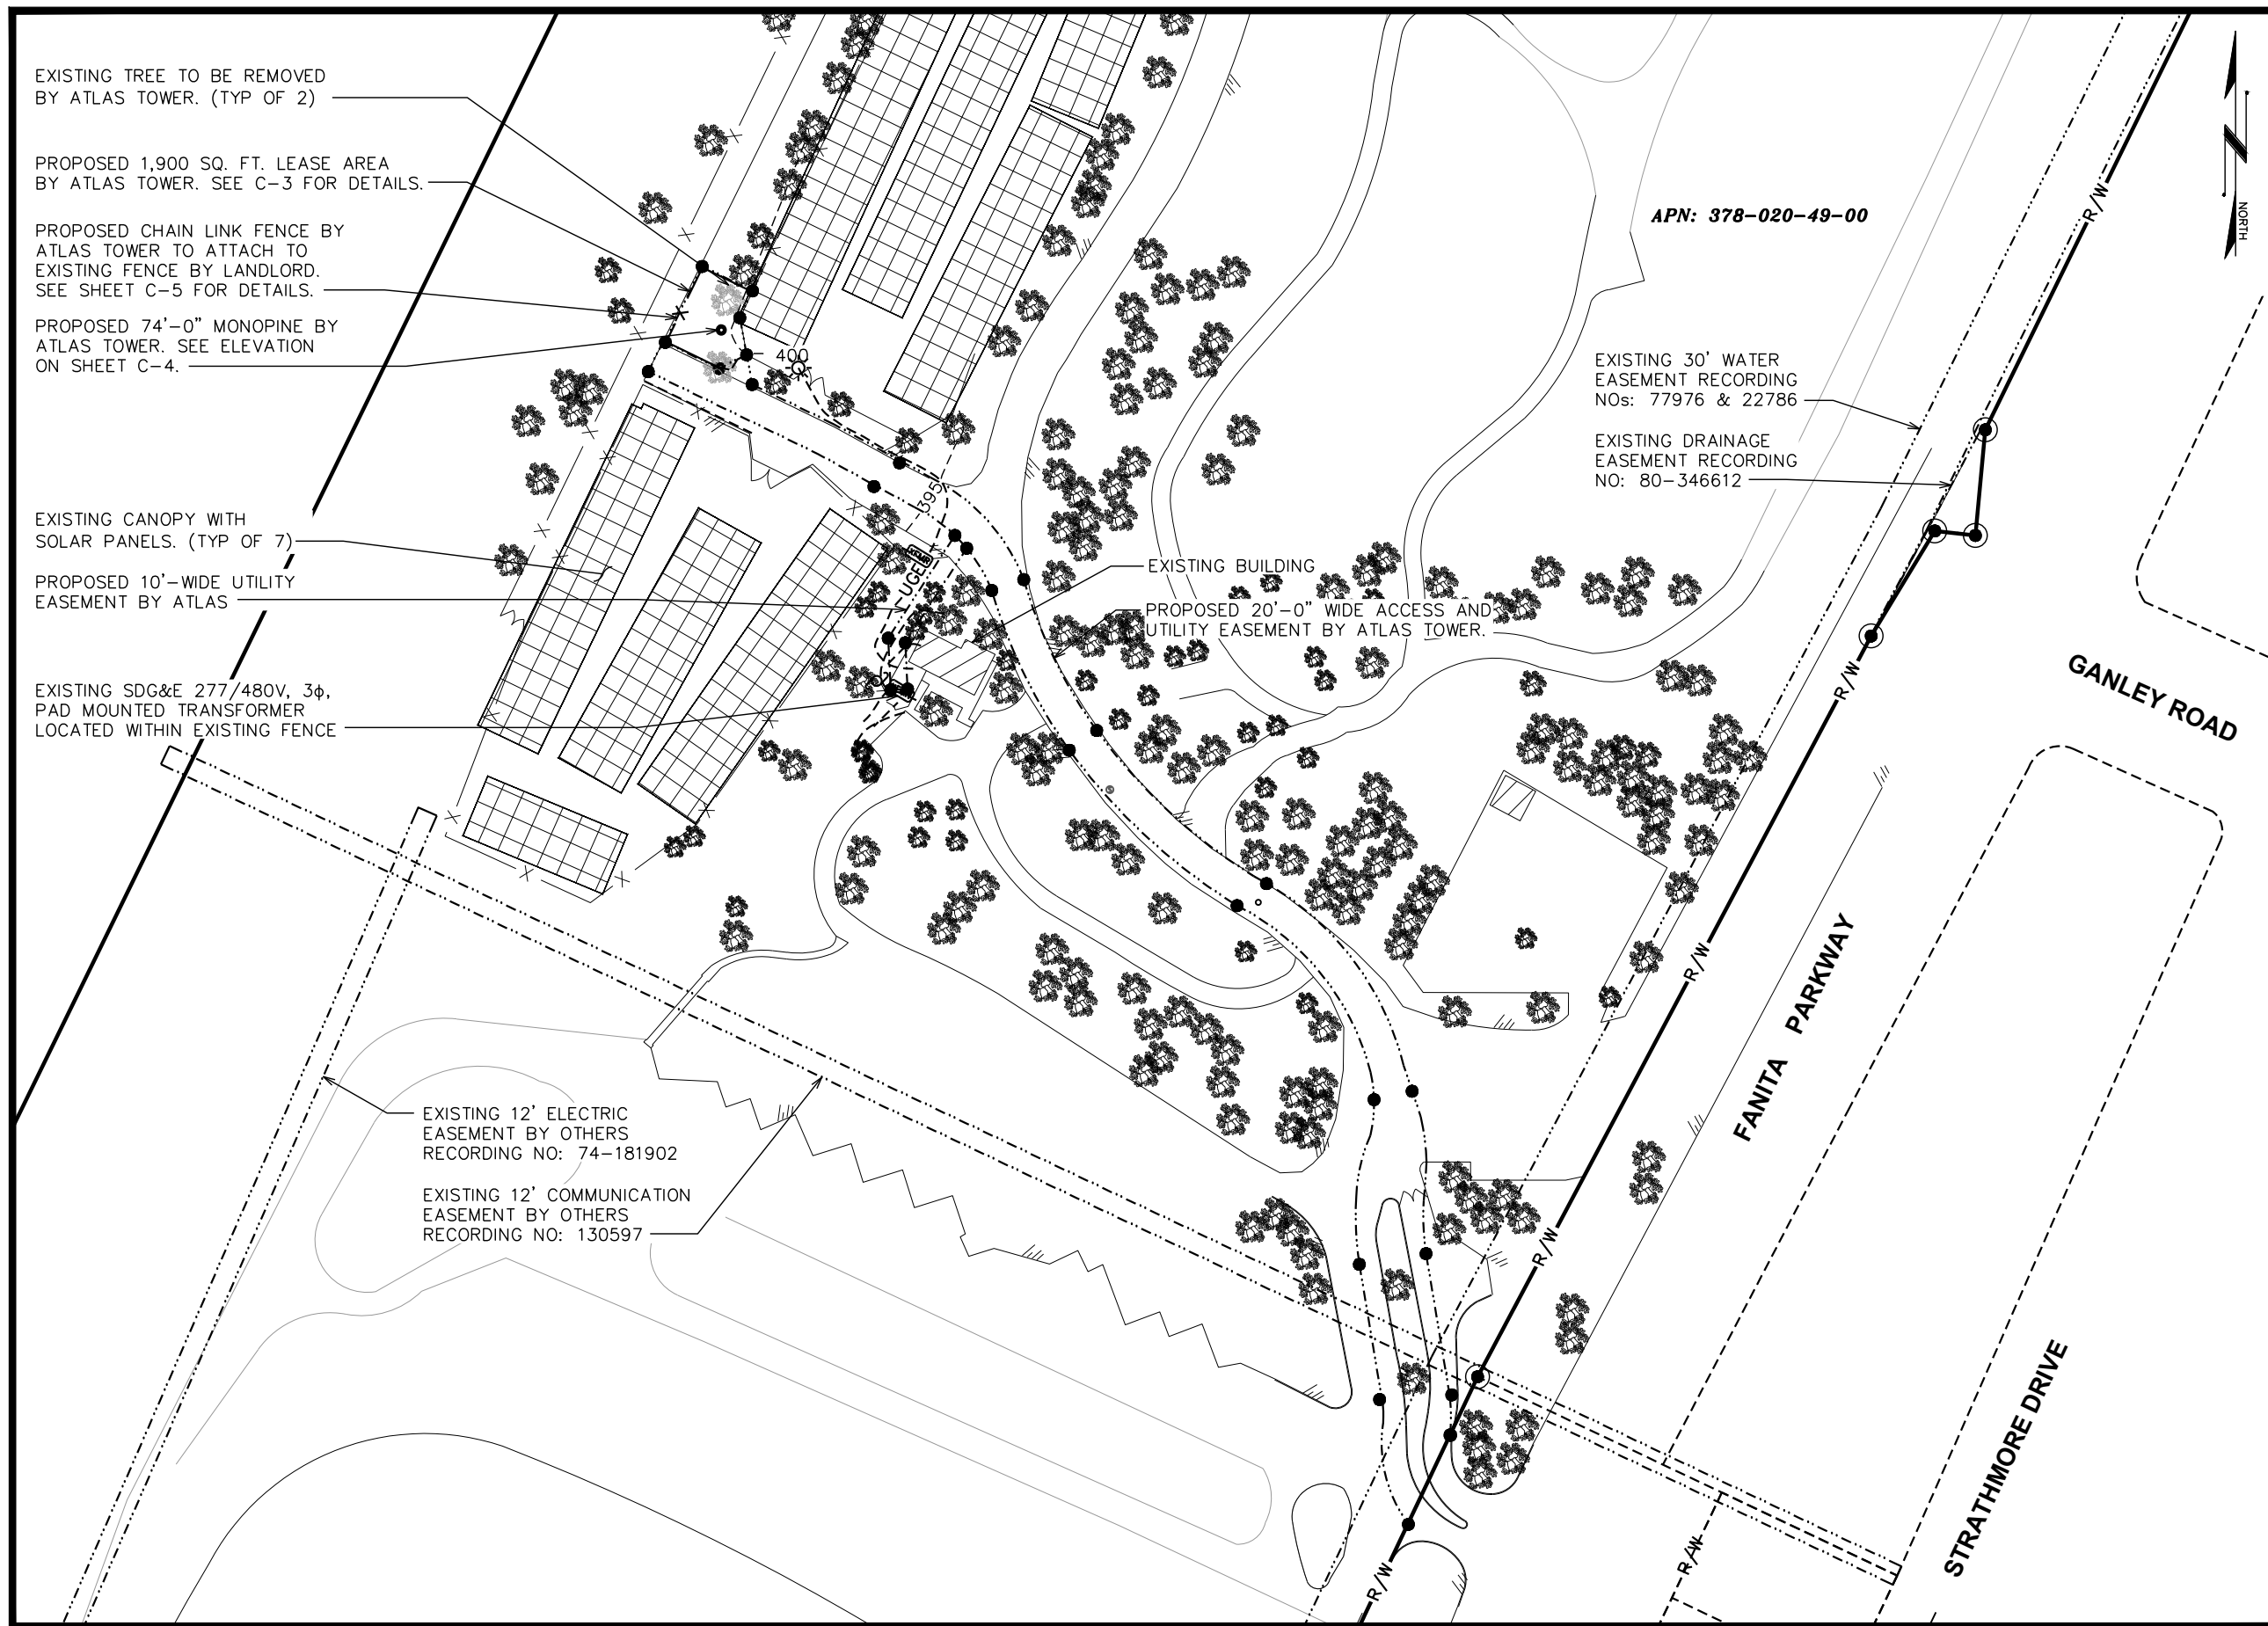 EXISTING TREE TO BE REMOVED
BY ATLAS TOWER. (TYP OF 2)
PROPOSED 1,900 SQ. FT. LEASE AREA
BY ATLAS TOWER. SEE C-3 FOR DETAILS.
PROPOSED CHAIN LINK FENCE BY
ATLAS TOWER TO ATTACH TO
EXISTING FENCE BY LANDLORD.
SEE SHEET C-5 FOR DETAILS.
PROPOSED 74'-0" MONOPINE BY
ATLAS TOWER. SEE ELEVATION
ON SHEET C-4.
EXISTING CANOPY WITH
SOLAR PANELS. (TYP OF 7)
PROPOSED 10'-WIDE UTILITY
EASEMENT BY ATLAS
EXISTING SDG&E 277/480V, 3ϕ,
PAD MOUNTED TRANSFORMER
LOCATED WITHIN EXISTING FENCE
400
395
UGE
EXISTING BUILDING
PROPOSED 20'-0" WIDE ACCESS AND
UTILITY EASEMENT BY ATLAS TOWER.
APN: 378-020-49-00
NORTH
EXISTING 30' WATER
EASEMENT RECORDING
NOs: 77976 & 22786
EXISTING DRAINAGE
EASEMENT RECORDING
NO: 80-346612
R/W
R/W
R/W
R/W
R/W
R/W
GANLEY ROAD
FANITA PARKWAY
STRATHMORE DRIVE
EXISTING 12' ELECTRIC
EASEMENT BY OTHERS
RECORDING NO: 74-181902
EXISTING 12' COMMUNICATION
EASEMENT BY OTHERS
RECORDING NO: 130597